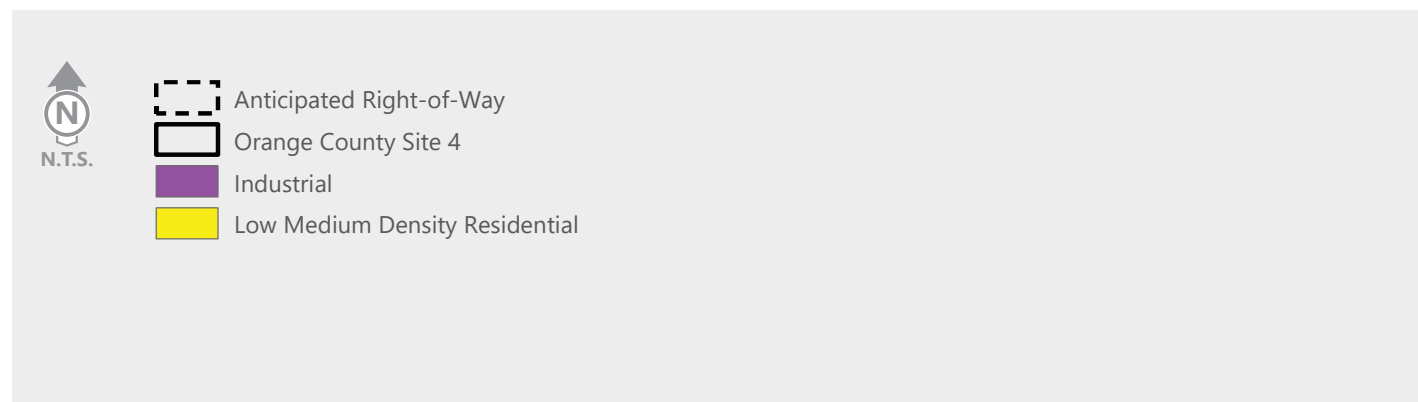 N
N.T.S.
Anticipated Right-of-Way
Orange County Site 4
Industrial
Low Medium Density Residential